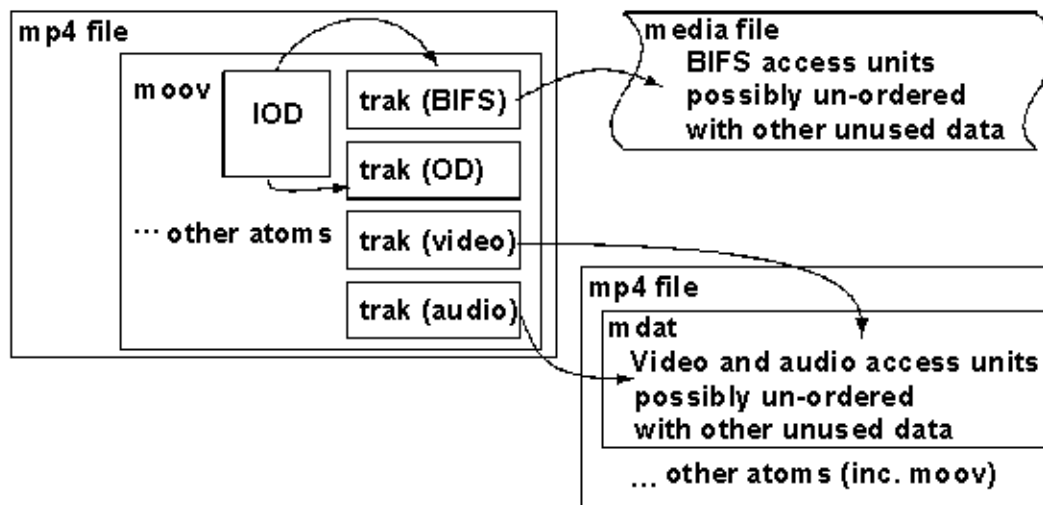 mp4 file
moov
IOD
trak (BIFS)
trak (OD)
... other atoms
trak (video)
trak (audio)
media file
BIFS access units
possibly un-ordered
with other unused data
mp4 file
mdat
Video and audio access units
possibly un-ordered
with other unused data
... other atoms (inc. moov)